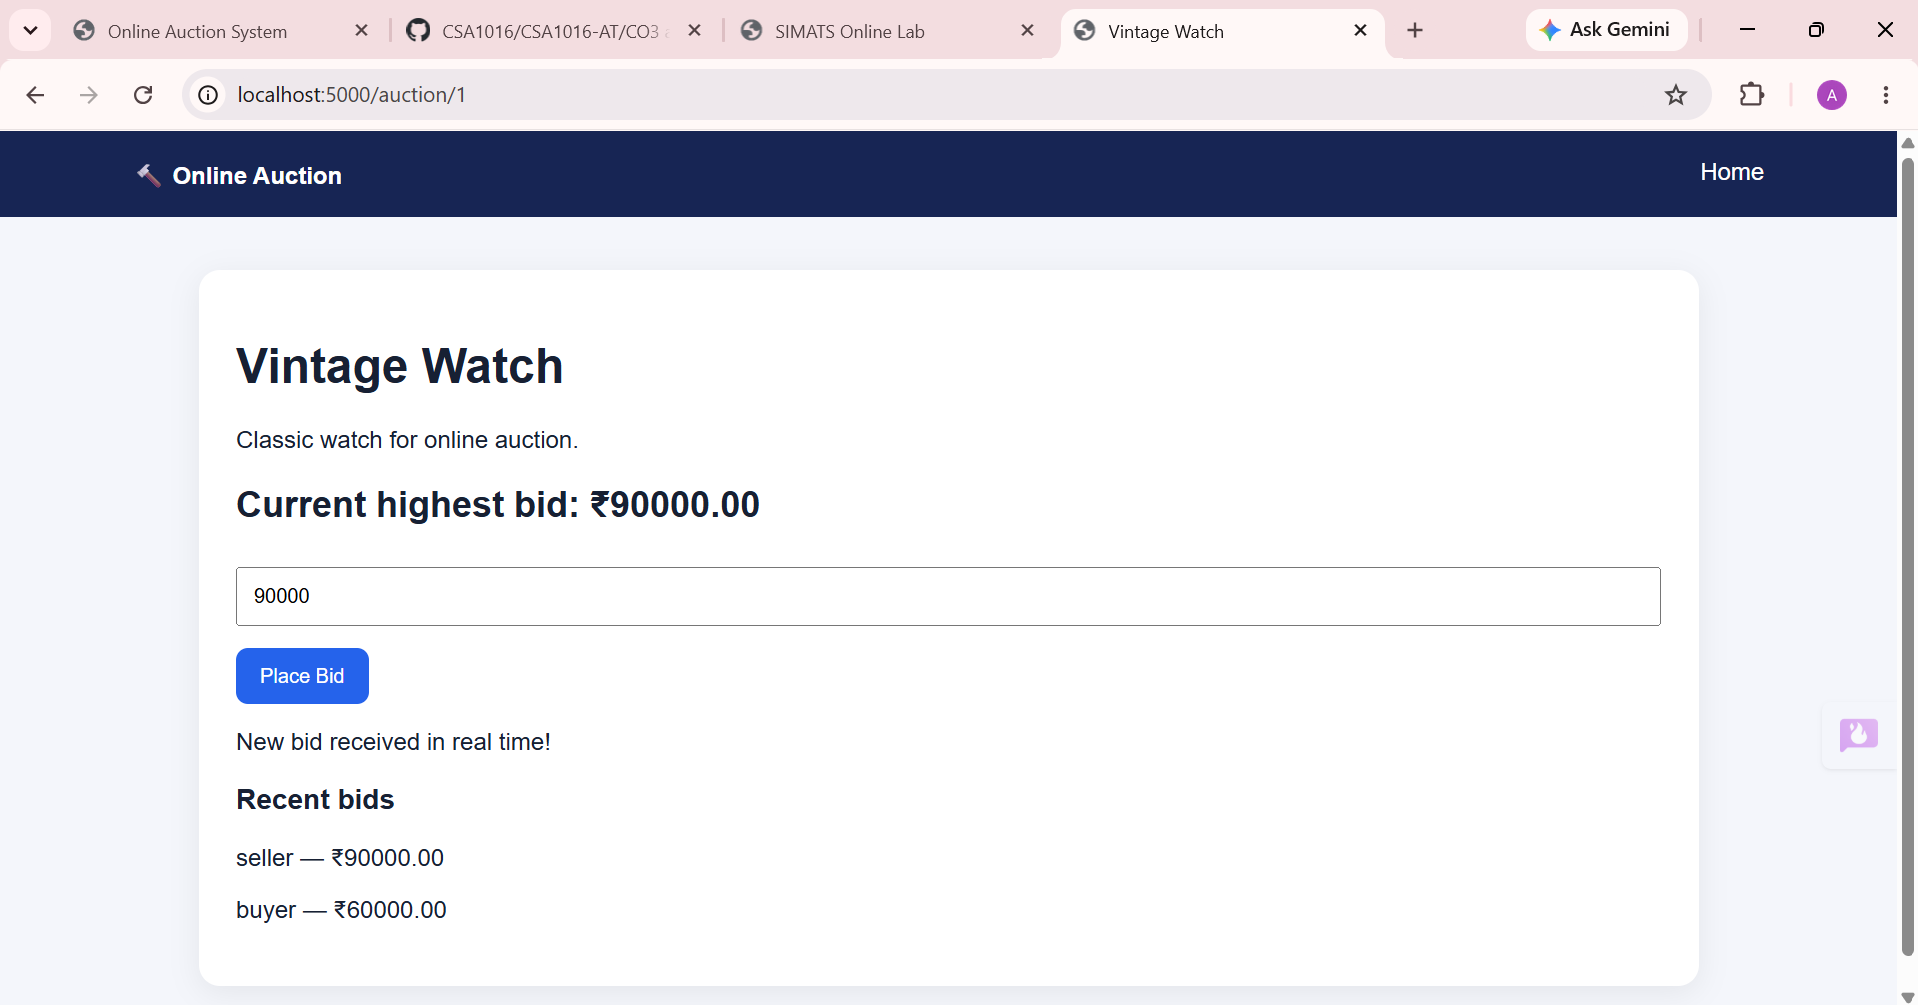 Online Auction System
CSA1016/CSA1016-AT/CO3
SIMATS Online Lab
Vintage Watch
Ask Gemini
localhost:5000/auction/1
A
Online Auction
Home
Vintage Watch
Classic watch for online auction.
Current highest bid: ₹90000.00
90000
Place Bid
New bid received in real time!
Recent bids
seller — ₹90000.00
buyer — ₹60000.00